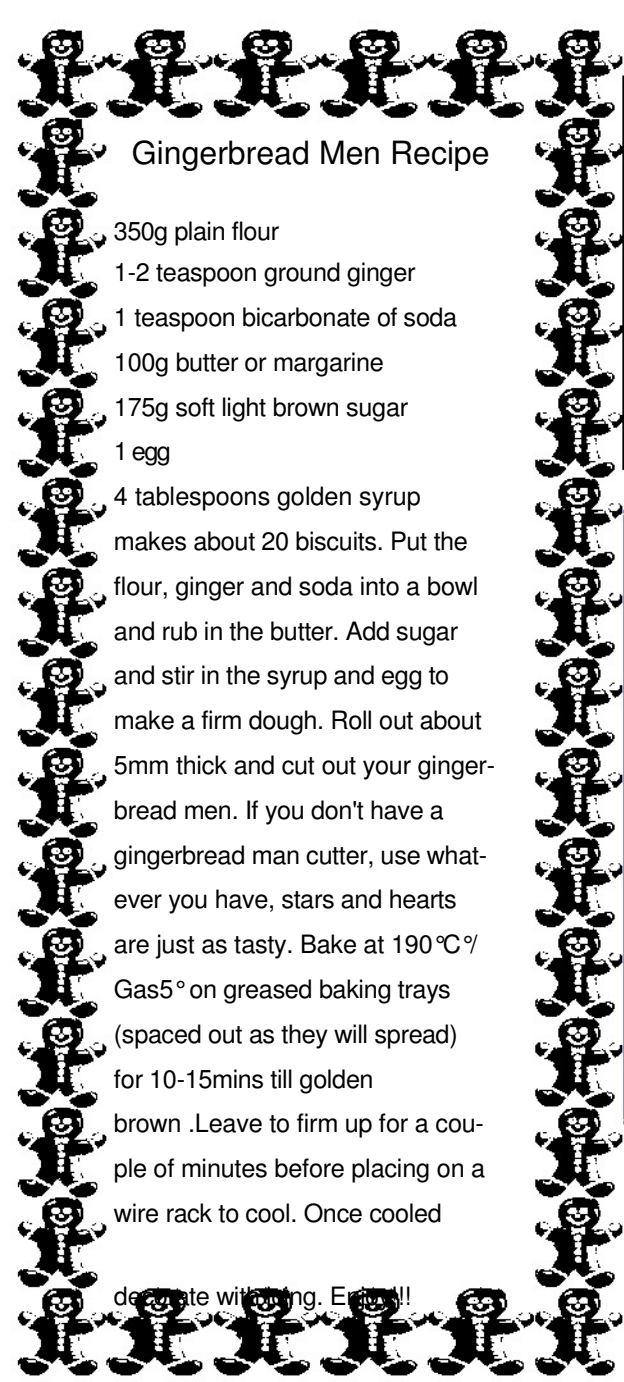 Gingerbread Men Recipe
350g plain flour
1-2 teaspoon ground ginger
1 teaspoon bicarbonate of soda
100g butter or margarine
175g soft light brown sugar
1 egg
4 tablespoons golden syrup
makes about 20 biscuits. Put the
flour, ginger and soda into a bowl
and rub in the butter. Add sugar
and stir in the syrup and egg to
make a firm dough. Roll out about
5mm thick and cut out your ginger-
bread men. If you don't have a
gingerbread man cutter, use what-
ever you have, stars and hearts
are just as tasty. Bake at 190°C°/
Gas5° on greased baking trays
(spaced out as they will spread)
for 10-15mins till golden
brown .Leave to firm up for a cou-
ple of minutes before placing on a
wire rack to cool. Once cooled
decorate with icing. Enjoy!!!